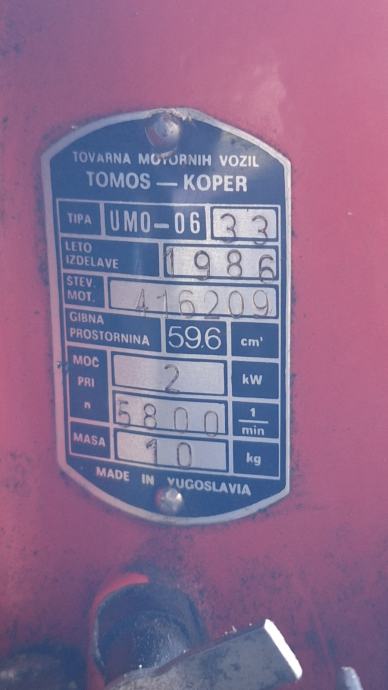 TOVARNA MOTORNIH VOZIL
TOMOS — KOPER
TIPA UMO-06 33
LETO IZDELAVE 1986
ŠTEV. MOT. 416209
GIBNA PROSTORNINA 59.6 cm³
MOČ 2 kW
PRI n 5800 1/min
MASA 10 kg
MADE IN YUGOSLAVIA